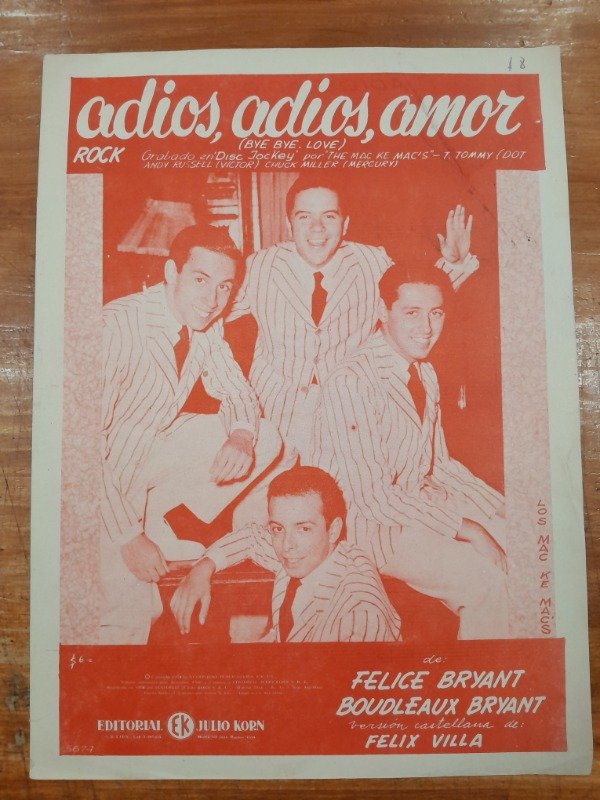 adios, adios, amor
(BYE BYE LOVE)
ROCK
Grabado en "Disc Jockey" por "THE MAC KE MAC'S" - T. TOMMY (DOT
ANDY RUSSELL (VICTOR) CHUCK MILLER (MERCURY)
LOS MAC KE MAC'S
de:
FELICE BRYANT
BOUDLEAUX BRYANT
versión castellana de:
FELIX VILLA
EDITORIAL EK JULIO KORN